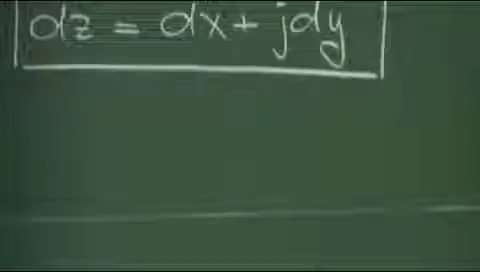 dz = dx + jdy